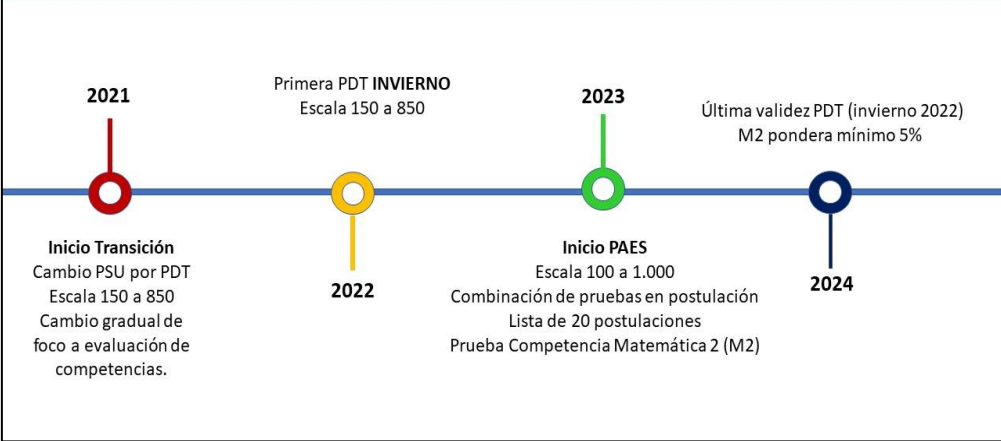 2021
Inicio Transición
Cambio PSU por PDT
Escala 150 a 850
Cambio gradual de
foco a evaluación de
competencias.
Primera PDT INVIERNO
Escala 150 a 850
2022
2023
Inicio PAES
Escala 100 a 1.000
Combinación de pruebas en postulación
Lista de 20 postulaciones
Prueba Competencia Matemática 2 (M2)
Última validez PDT (invierno 2022)
M2 pondera mínimo 5%
2024